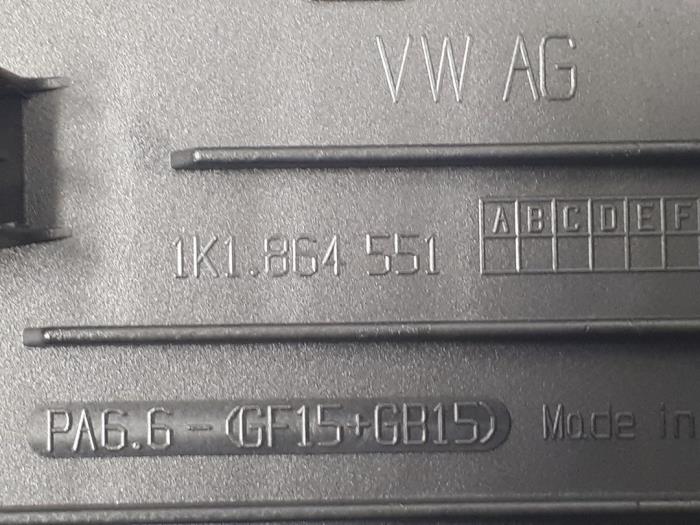 VW AG
1K1.864 551 A B C D E F
PA6.6-(GF15+GB15) Made in